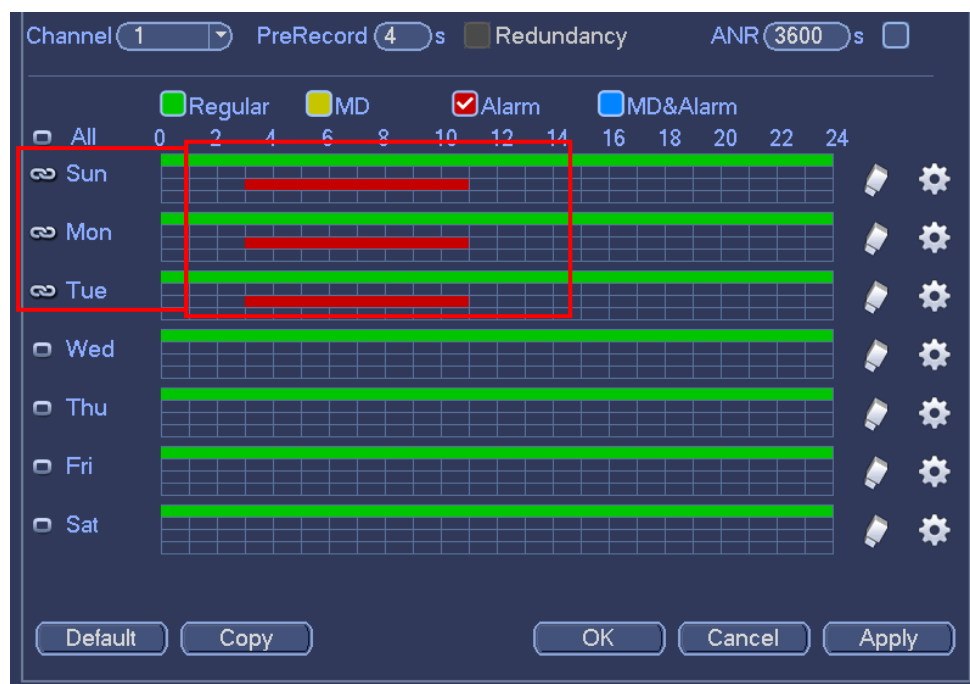 Channel 1 PreRecord 4 s Redundancy ANR 3600 s
Regular MD Alarm MD&Alarm
All 0 2 4 6 8 10 12 14 16 18 20 22 24
Sun
Mon
Tue
Wed
Thu
Fri
Sat
Default Copy OK Cancel Apply